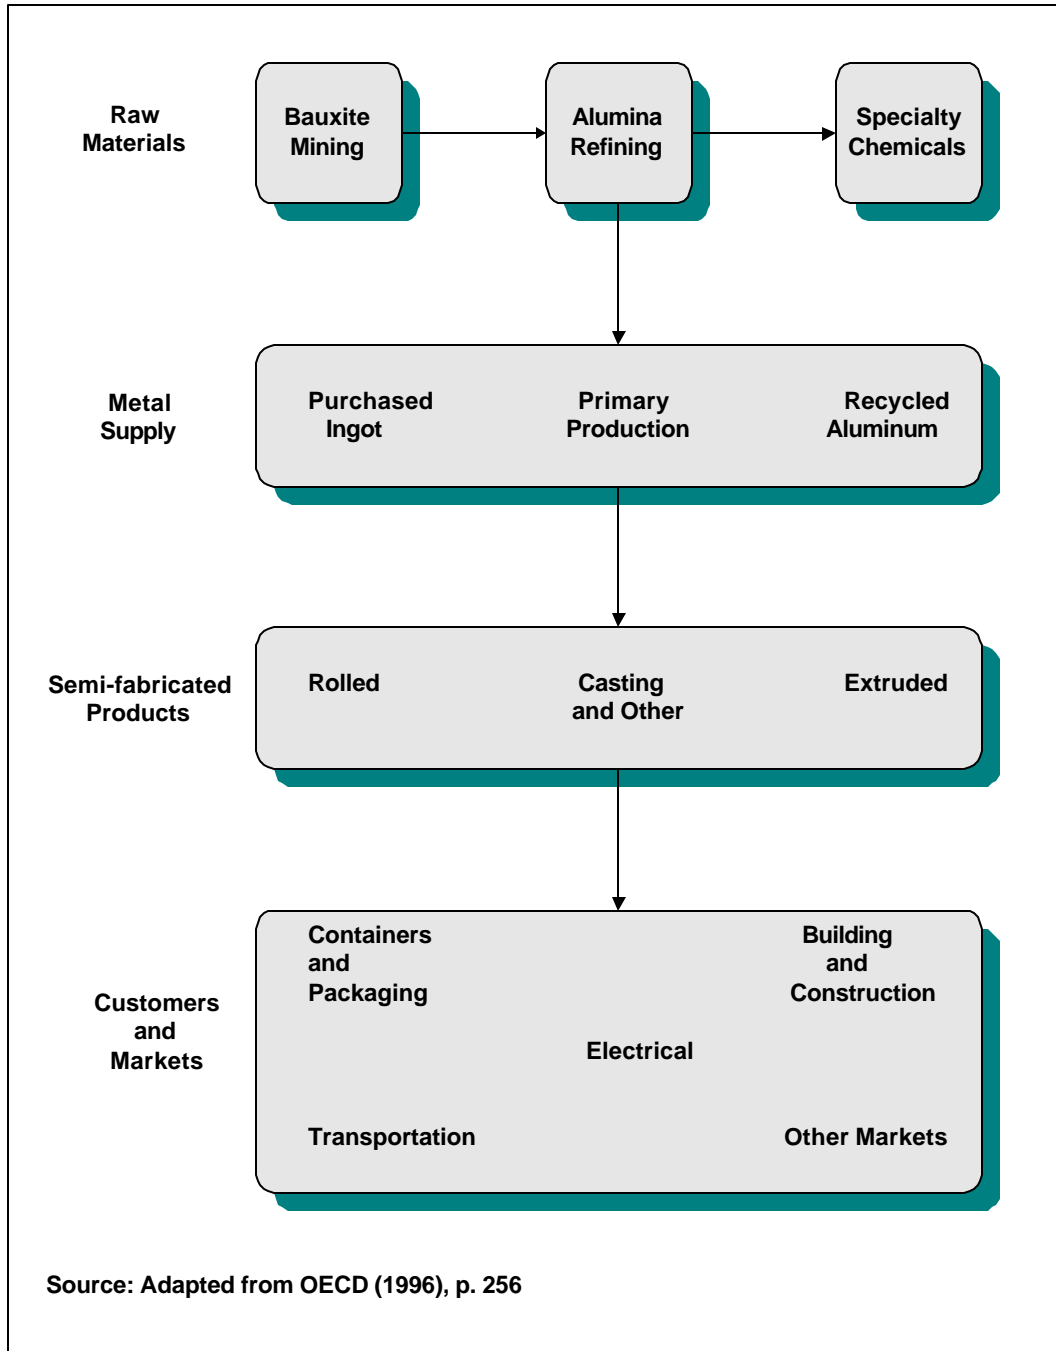 Raw
Materials
Bauxite
Mining
Alumina
Refining
Specialty
Chemicals
Metal
Supply
Purchased
Ingot
Primary
Production
Recycled
Aluminum
Semi-fabricated
Products
Rolled
Casting
and Other
Extruded
Customers
and
Markets
Containers
and
Packaging
Building
and
Construction
Electrical
Transportation
Other Markets
Source: Adapted from OECD (1996), p. 256